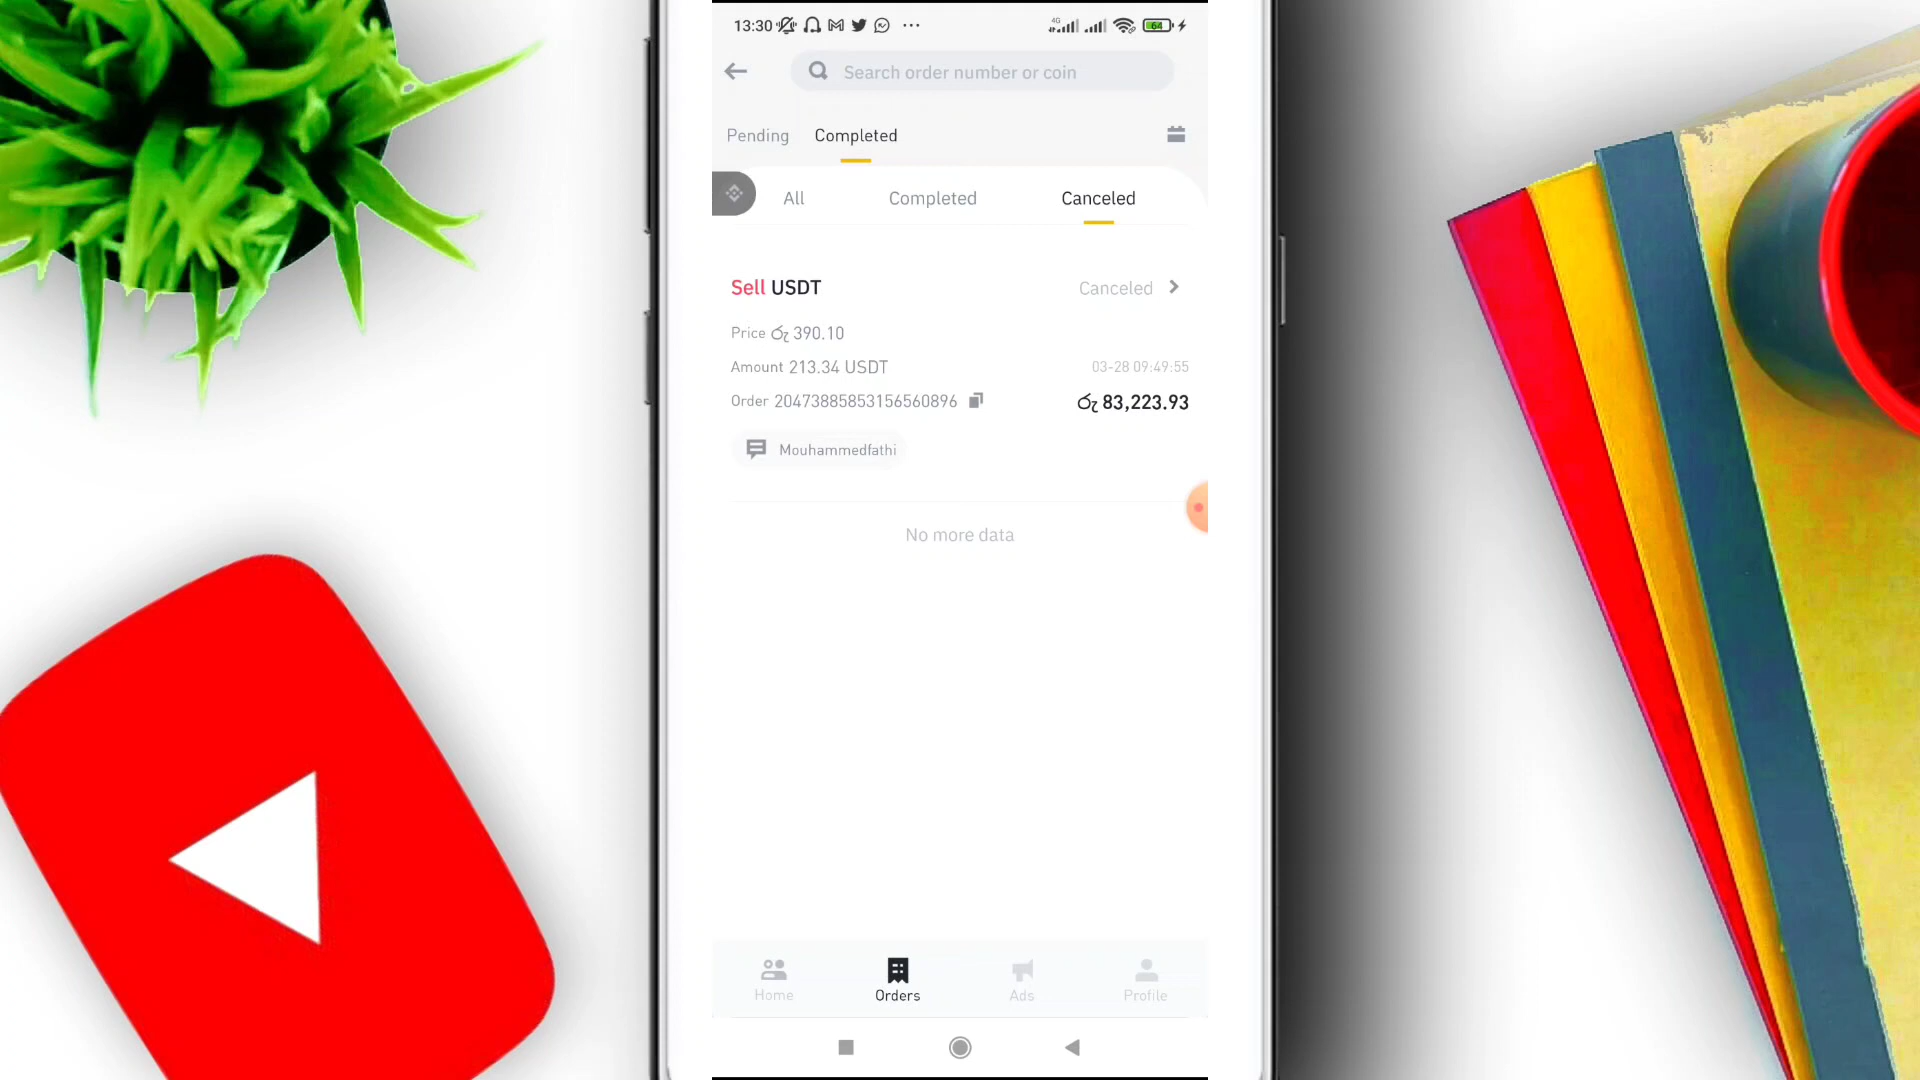 13:30
4G
64
Search order number or coin
Pending Completed
All Completed Canceled
Sell USDT Canceled
Price රු 390.10
Amount 213.34 USDT 03-28 09:49:55
Order 20473885853156560896 රු 83,223.93
Mouhammedfathi
No more data
Home Orders Ads Profile